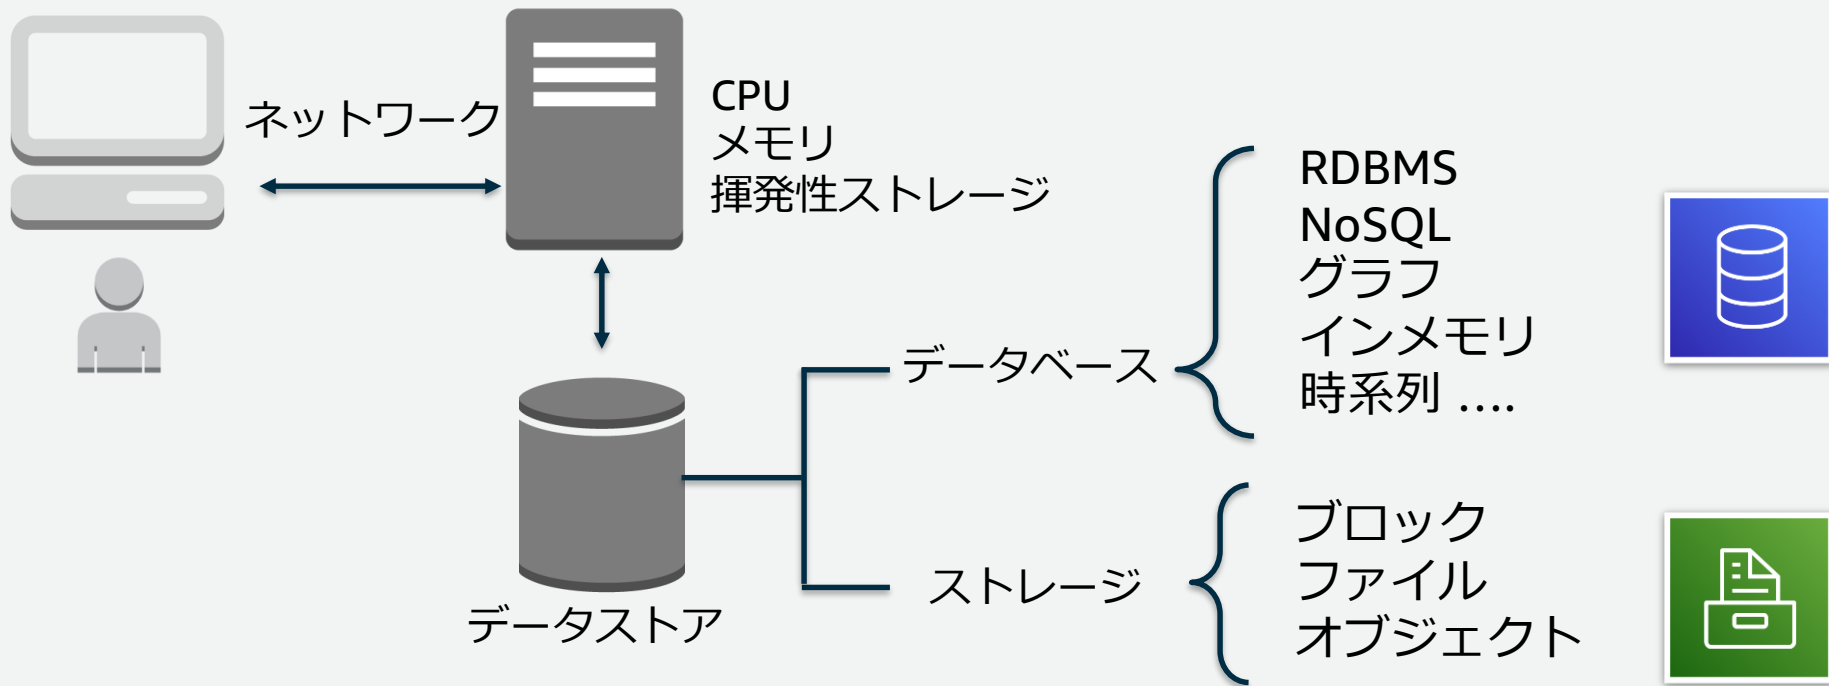 ネットワーク
CPU
メモリ
揮発性ストレージ
データストア
データベース
RDBMS
NoSQL
グラフ
インメモリ
時系列 ....
ストレージ
ブロック
ファイル
オブジェクト